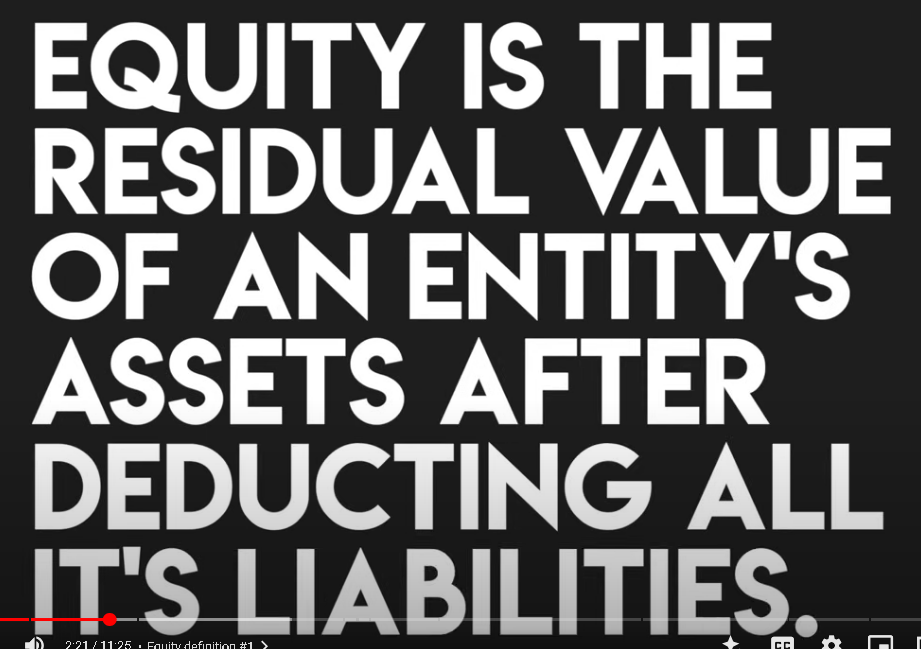 EQUITY IS THE
RESIDUAL VALUE
OF AN ENTITY'S
ASSETS AFTER
DEDUCTING ALL
IT'S LIABILITIES.
2:21 / 11:25 • Equity definition #1 >
CC